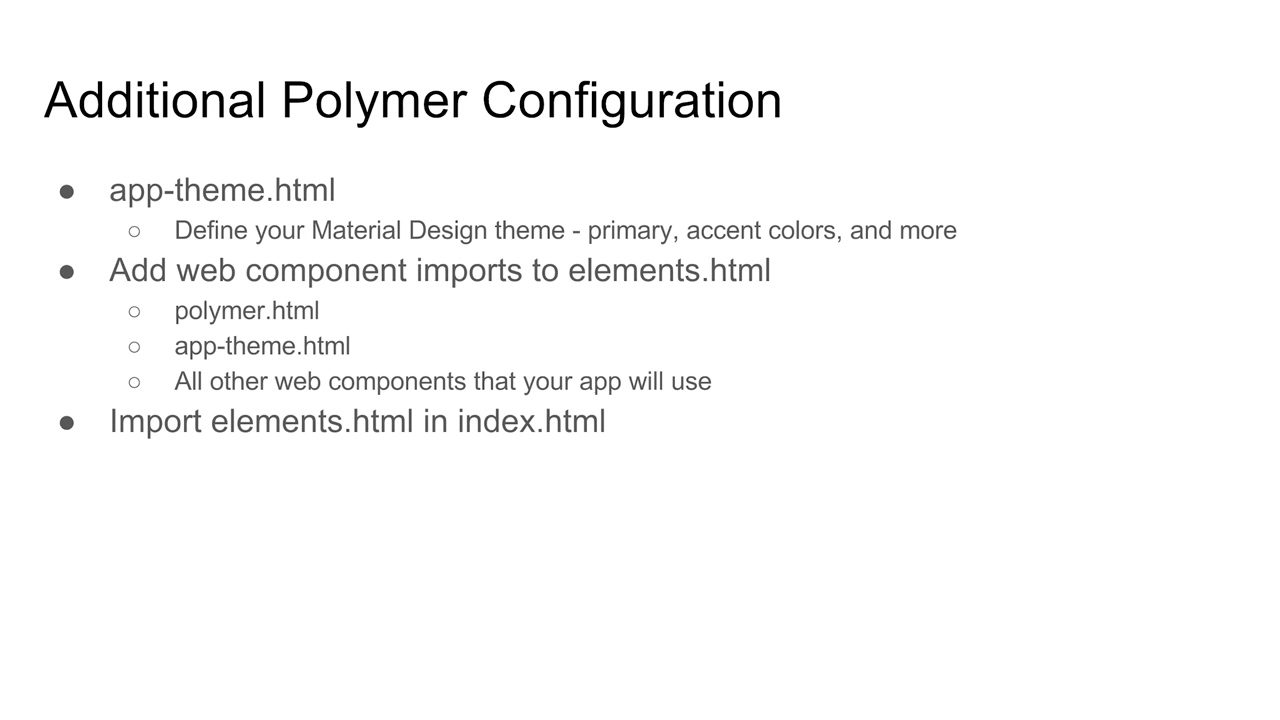 Additional Polymer Configuration
● app-theme.html
○ Define your Material Design theme - primary, accent colors, and more
● Add web component imports to elements.html
○ polymer.html
○ app-theme.html
○ All other web components that your app will use
● Import elements.html in index.html